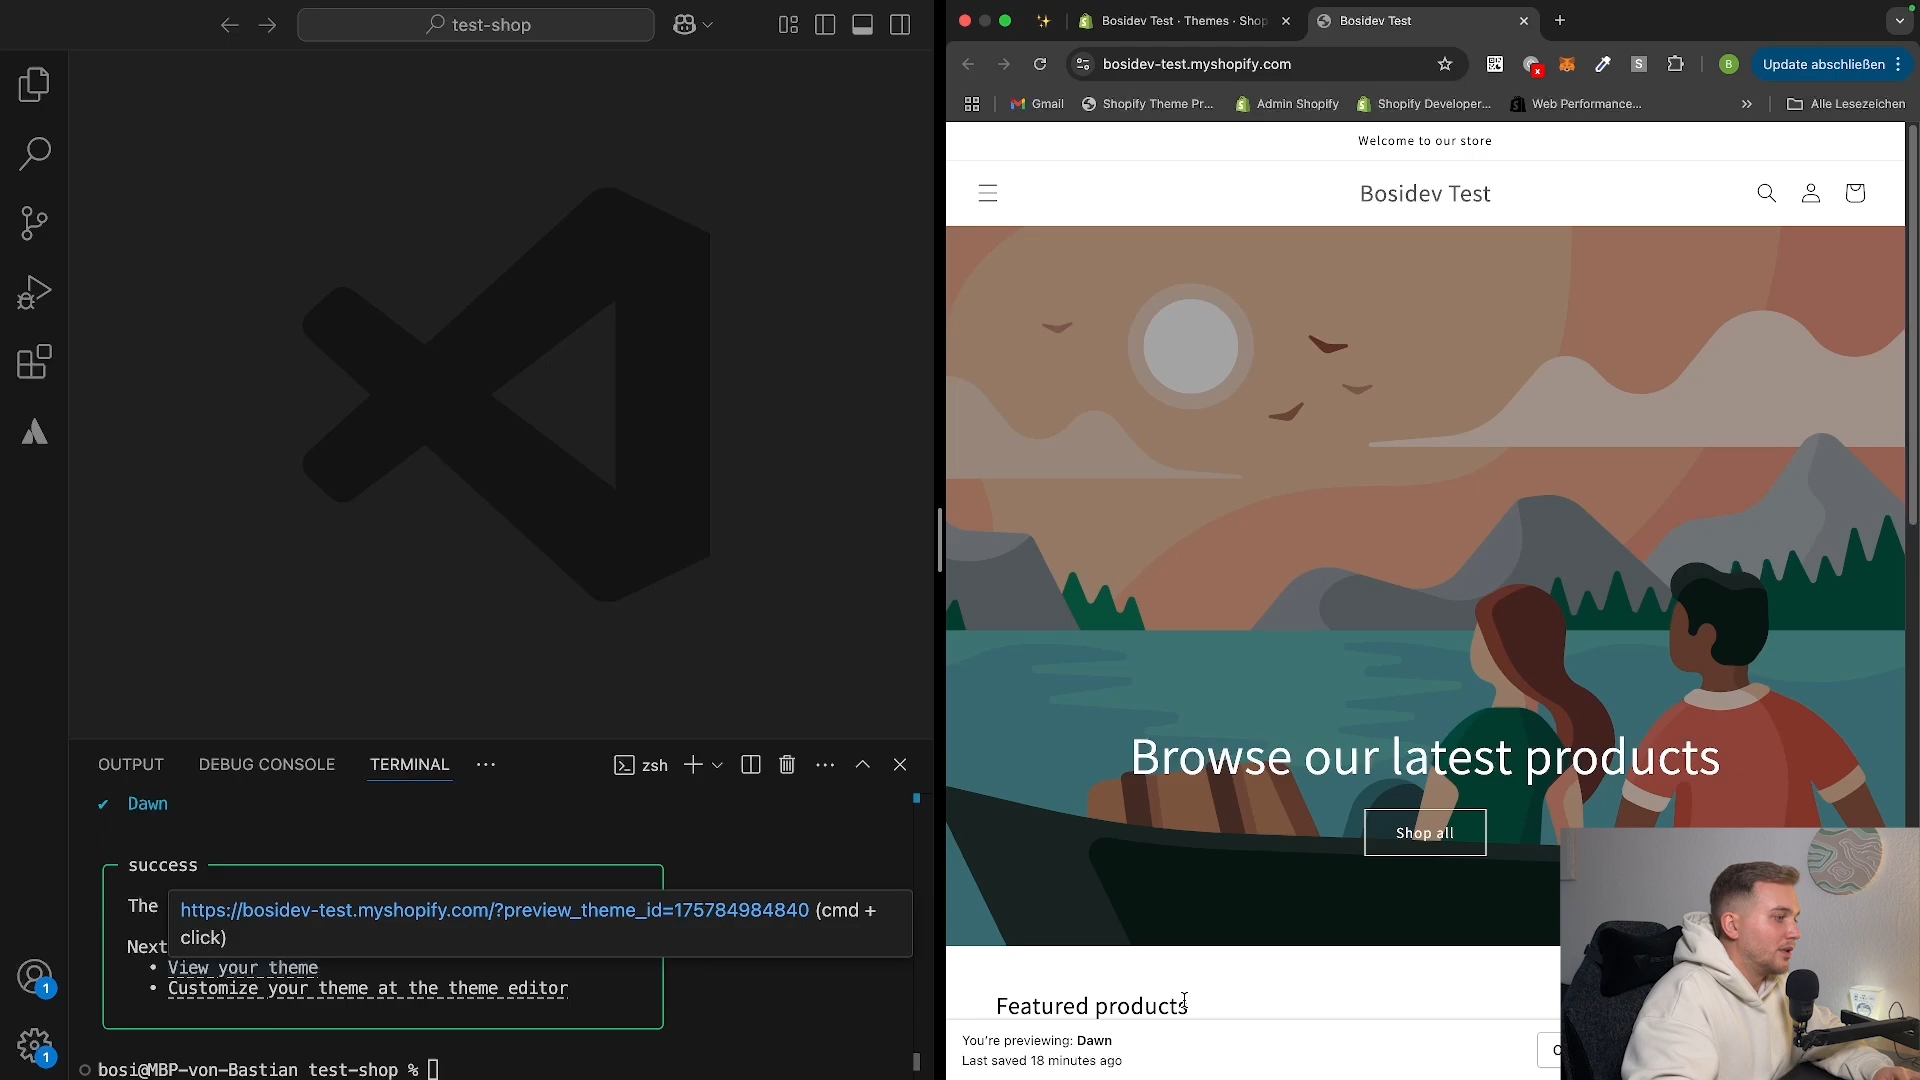 test-shop
Bosidev Test · Themes · Shop
Bosidev Test
bosidev-test.myshopify.com
S
B
Update abschließen
Gmail
Shopify Theme Pr...
Admin Shopify
Shopify Developer...
Web Performance...
Alle Lesezeichen
Welcome to our store
Bosidev Test
Browse our latest products
Shop all
Featured products
You're previewing: Dawn
Last saved 18 minutes ago
OUTPUT
DEBUG CONSOLE
TERMINAL
zsh
✔ Dawn
success
The
https://bosidev-test.myshopify.com/?preview_theme_id=175784984840 (cmd +
click)
Next
• View your theme
• Customize your theme at the theme editor
bosi@MBP-von-Bastian test-shop %
1
1